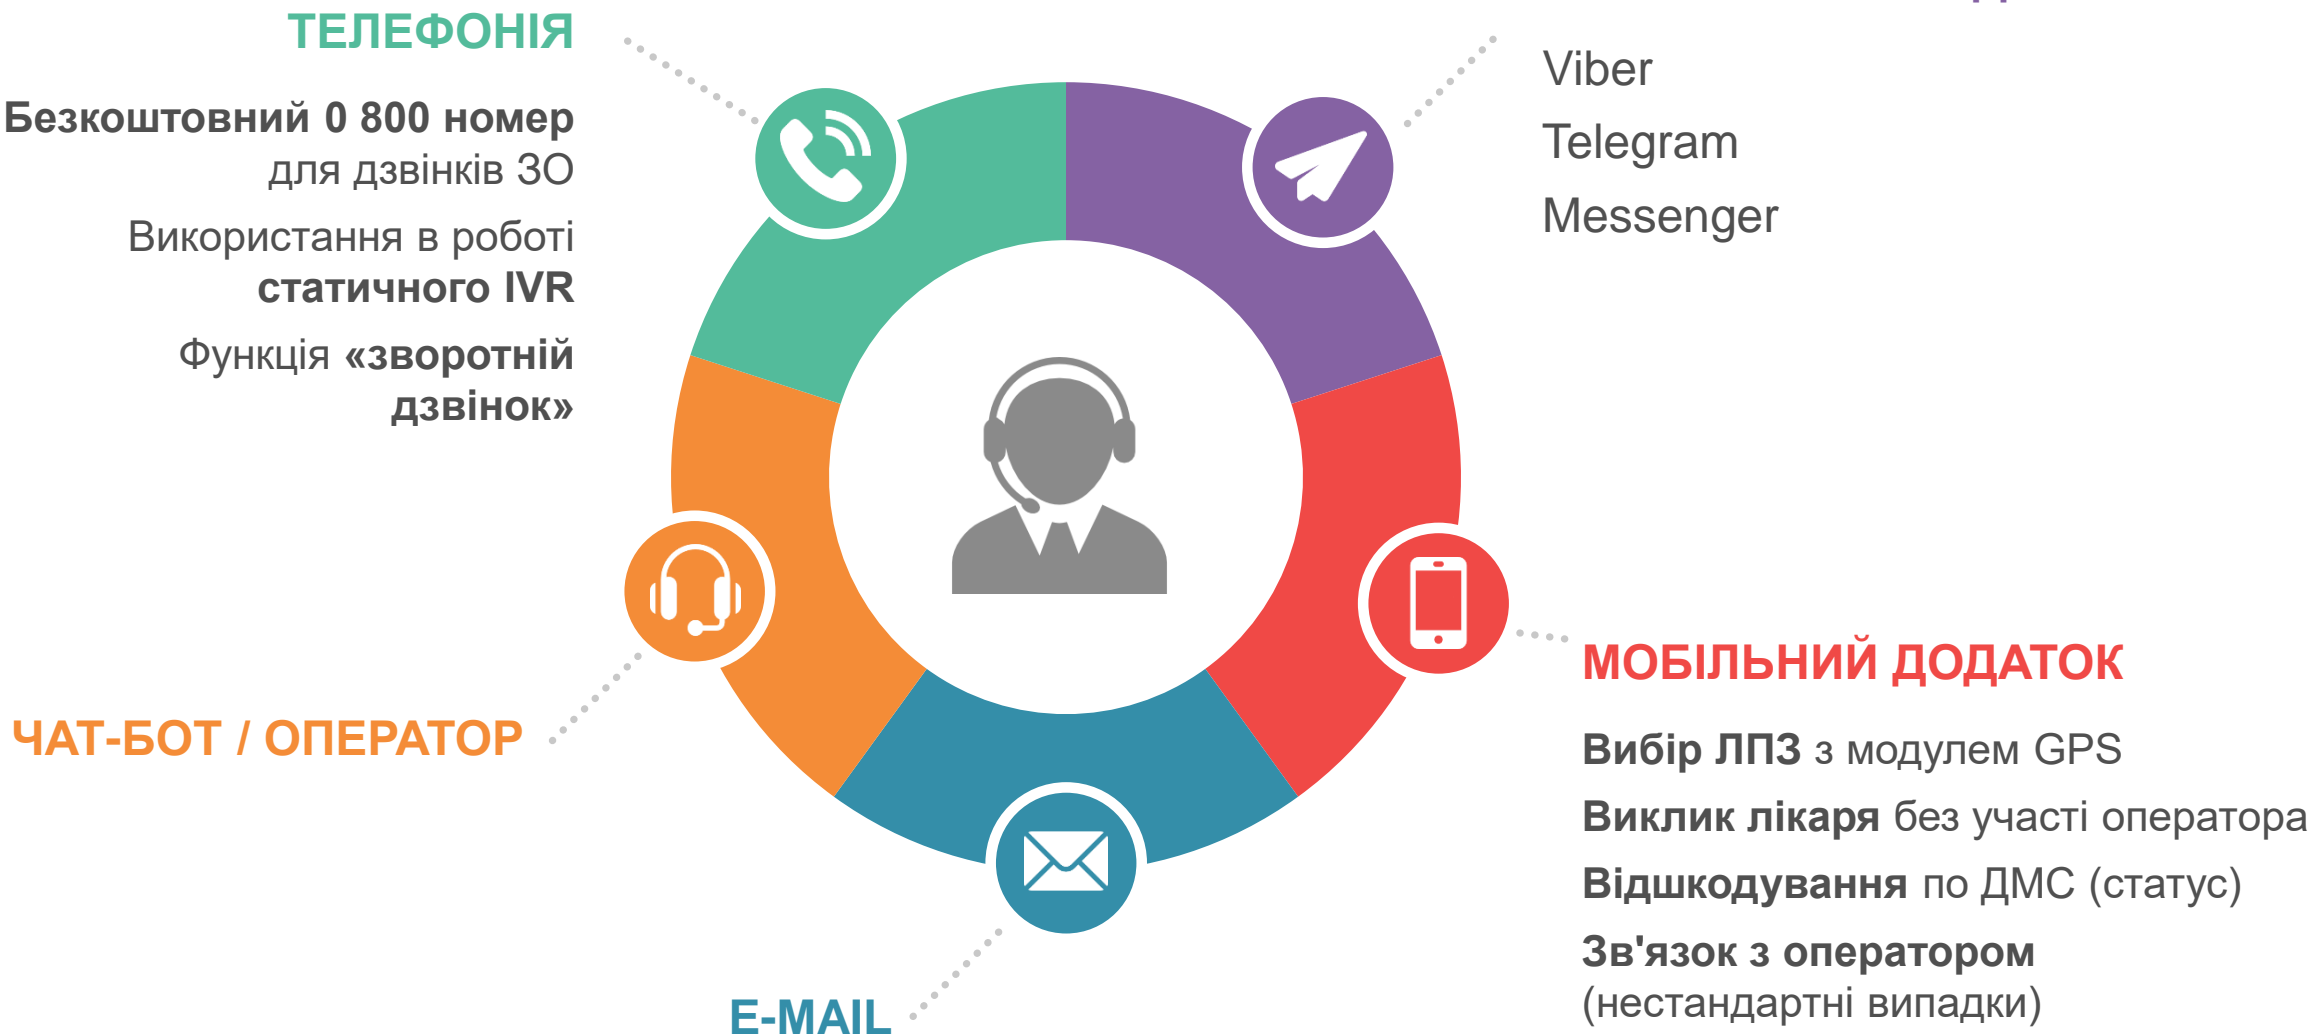 ТЕЛЕФОНІЯ
Безкоштовний 0 800 номер
для дзвінків ЗО
Використання в роботі
статичного IVR
Функція «зворотній
дзвінок»
Viber
Telegram
Messenger
ЧАТ-БОТ / ОПЕРАТОР
E-MAIL
МОБІЛЬНИЙ ДОДАТОК
Вибір ЛПЗ з модулем GPS
Виклик лікаря без участі оператора
Відшкодування по ДМС (статус)
Зв'язок з оператором
(нестандартні випадки)